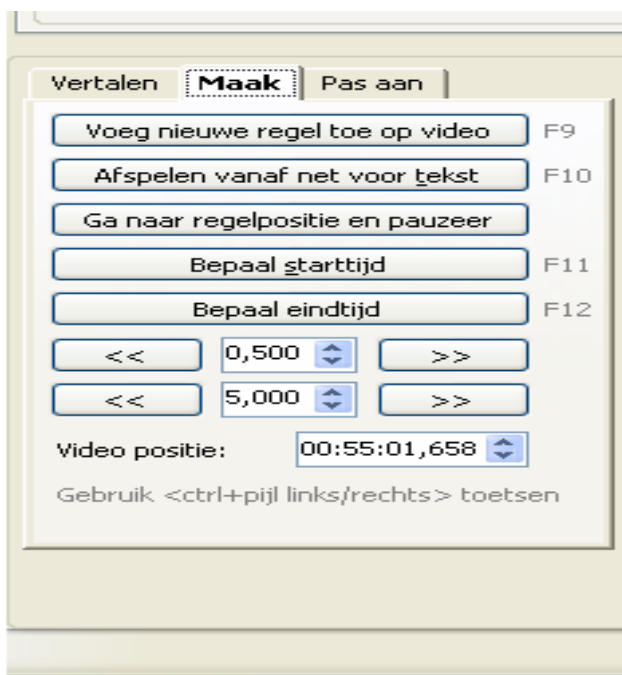 Vertalen Maak Pas aan
Voeg nieuwe regel toe op video F9
Afspelen vanaf net voor tekst F10
Ga naar regelpositie en pauzeer
Bepaal starttijd F11
Bepaal eindtijd F12
<< 0,500 >>
<< 5,000 >>
Video positie: 00:55:01,658
Gebruik <ctrl+pijl links/rechts> toetsen